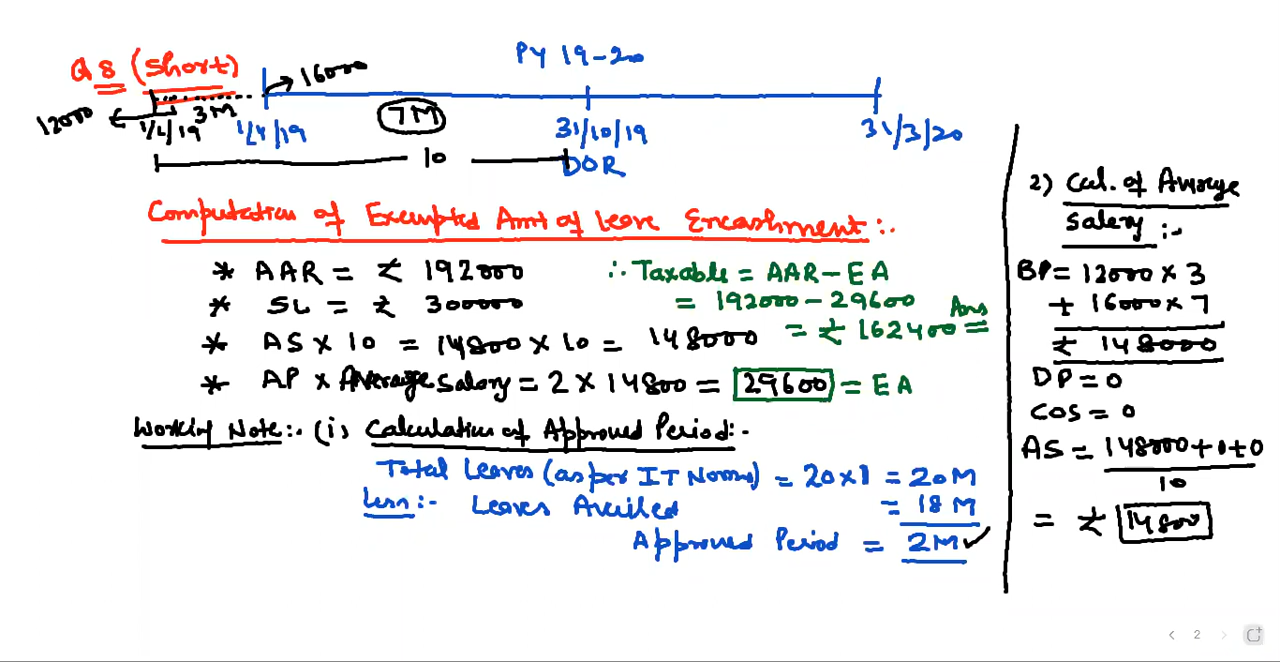 Q 8 (Short)
PY 19-20
16000
12000
3M
7M
1/1/19
1/4/19
31/10/19
31/3/20
10
DOR
Computation of Exempted Amt of leave Encashment :.
* AAR = ₹ 192000
* SL = ₹ 300000
* AS x 10 = 14800 x 10 = 148000
* AP x Average Salary = 2 x 14800 = 29600 = EA
∴ Taxable = AAR - EA
= 192000 - 29600
= ₹ 162400 = Ans
Working Note:. (i) Calculation of Approved Period:-
Total Leaves (as per IT Norms) = 20 x 1 = 20M
Less :- Leaves Availed = 18 M
Approved Period = 2M ✓
2) Cal. of Average
Salary :-
BP = 12000 x 3
+ 16000 x 7
₹ 148000
DP = 0
COS = 0
AS = 148000 + 0 + 0
10
= ₹ 14800
2